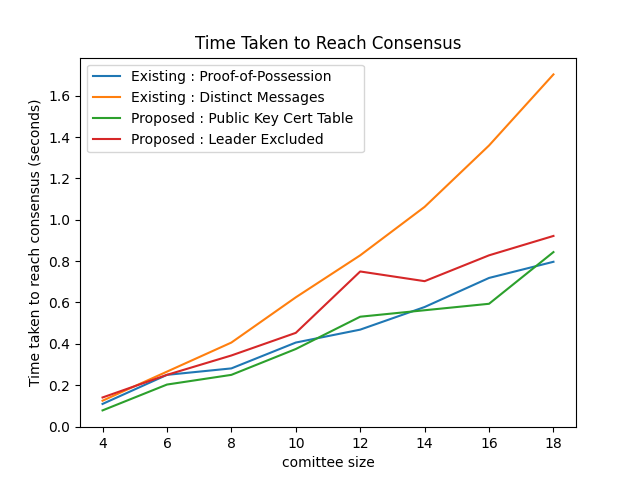 Time Taken to Reach Consensus
Existing : Proof-of-Possession
Existing : Distinct Messages
Proposed : Public Key Cert Table
Proposed : Leader Excluded
Time taken to reach consensus (seconds)
1.6
1.4
1.2
1.0
0.8
0.6
0.4
0.2
0.0
4 6 8 10 12 14 16 18
comittee size